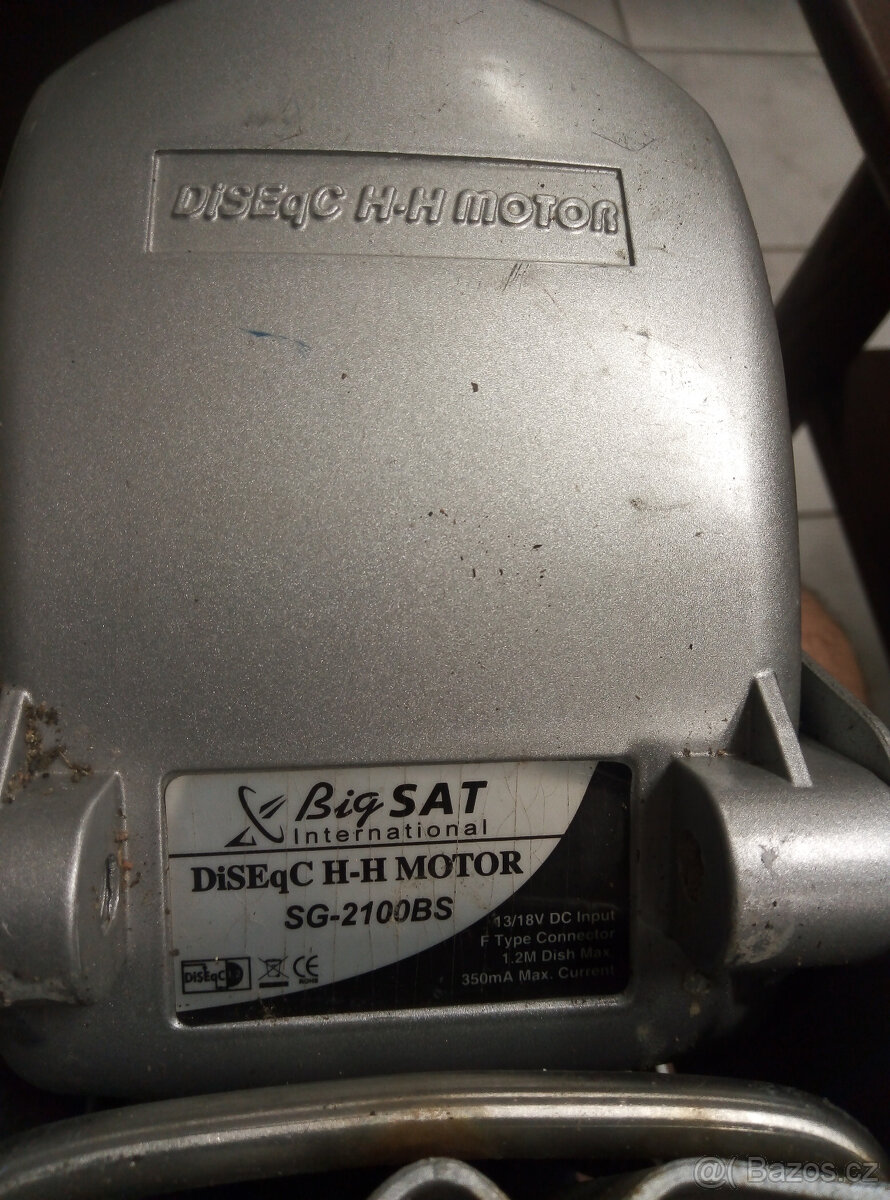 DiSEqC H-H MOTOR
BigSAT
International
DiSEqC H-H MOTOR
SG-2100BS
13/18V DC Input
F Type Connector
1.2M Dish Max.
350mA Max. Current
DiSEqC
CE
ROHS
@( Bazos.cz